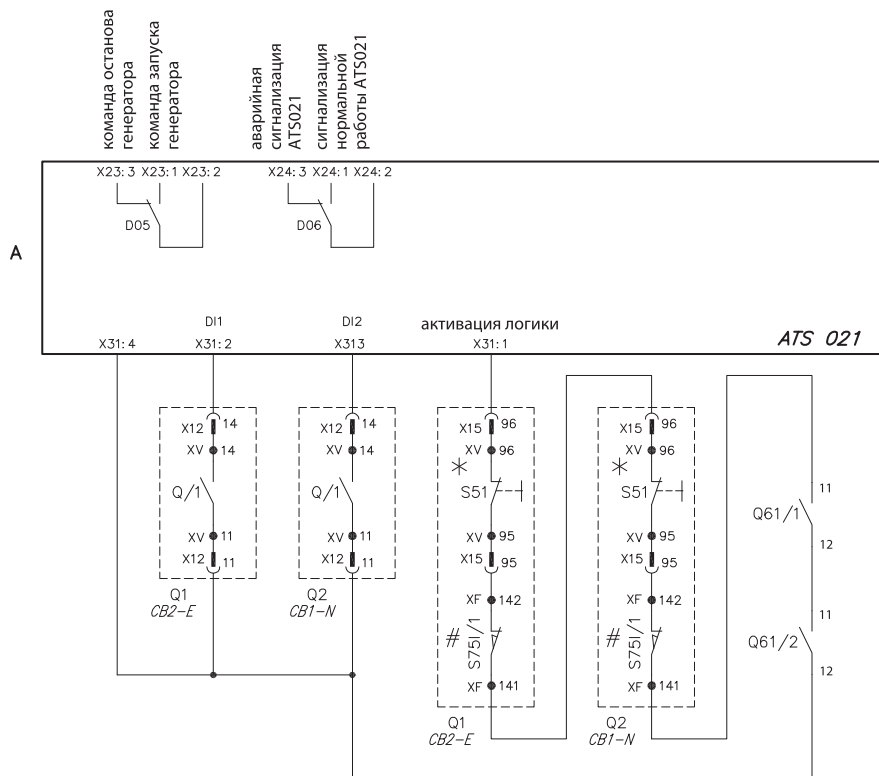 команда останова
генератора
команда запуска
генератора
аварийная
сигнализация
ATS021
сигнализация
нормальной
работы ATS021
X23:3 X23:1 X23:2
X24:3 X24:1 X24:2
D05
D06
A
DI1
DI2
активация логики
ATS 021
X31:4
X31:2
X313
X31:1
X12 14
X12 14
X15 96
X15 96
XV 14
XV 14
XV 96
XV 96
* *
Q/1
Q/1
S51
S51
11
Q61/1
12
XV 11
XV 11
XV 95
XV 95
X12 11
X12 11
X15 95
X15 95
Q1
CB2-E
Q2
CB1-N
XF 142
XF 142
# S75I/1
# S75I/1
11
Q61/2
12
XF 141
XF 141
Q1
CB2-E
Q2
CB1-N